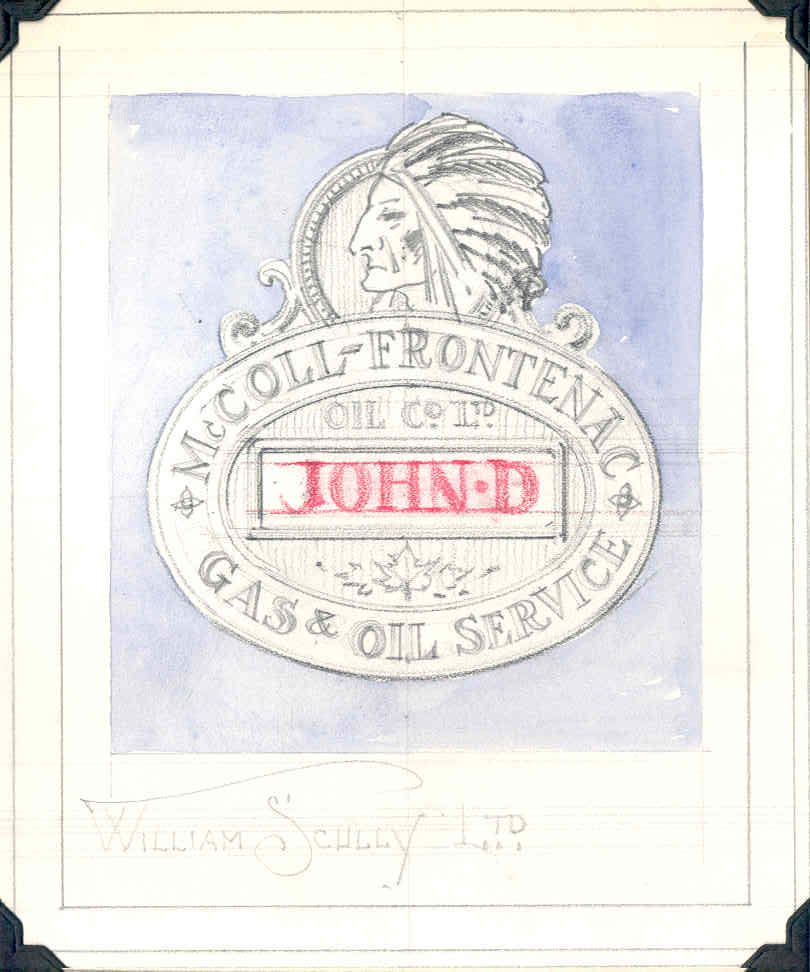 McCOLL-FRONTENAC
OIL Co. LTD.
JOHN·D
GAS & OIL SERVICE
WILLIAM SCULLY LTD.